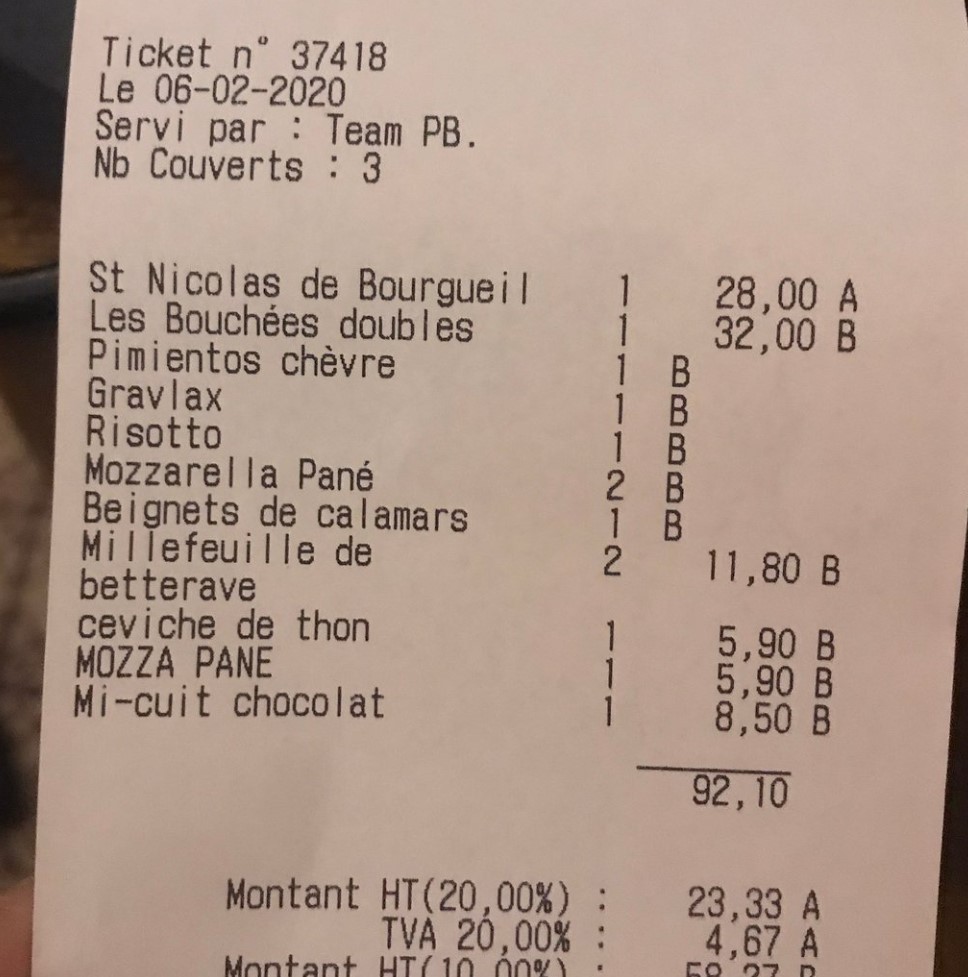 Ticket n° 37418
Le 06-02-2020
Servi par : Team PB.
Nb Couverts : 3
St Nicolas de Bourgueil 1 28,00 A
Les Bouchées doubles 1 32,00 B
Pimientos chèvre 1 B
Gravlax 1 B
Risotto 1 B
Mozzarella Pané 2 B
Beignets de calamars 1 B
Millefeuille de 2 11,80 B
betterave
ceviche de thon 1 5,90 B
MOZZA PANE 1 5,90 B
Mi-cuit chocolat 1 8,50 B
92,10
Montant HT(20,00%) : 23,33 A
TVA 20,00% : 4,67 A
Montant HT(10,00%) : 58,27 B